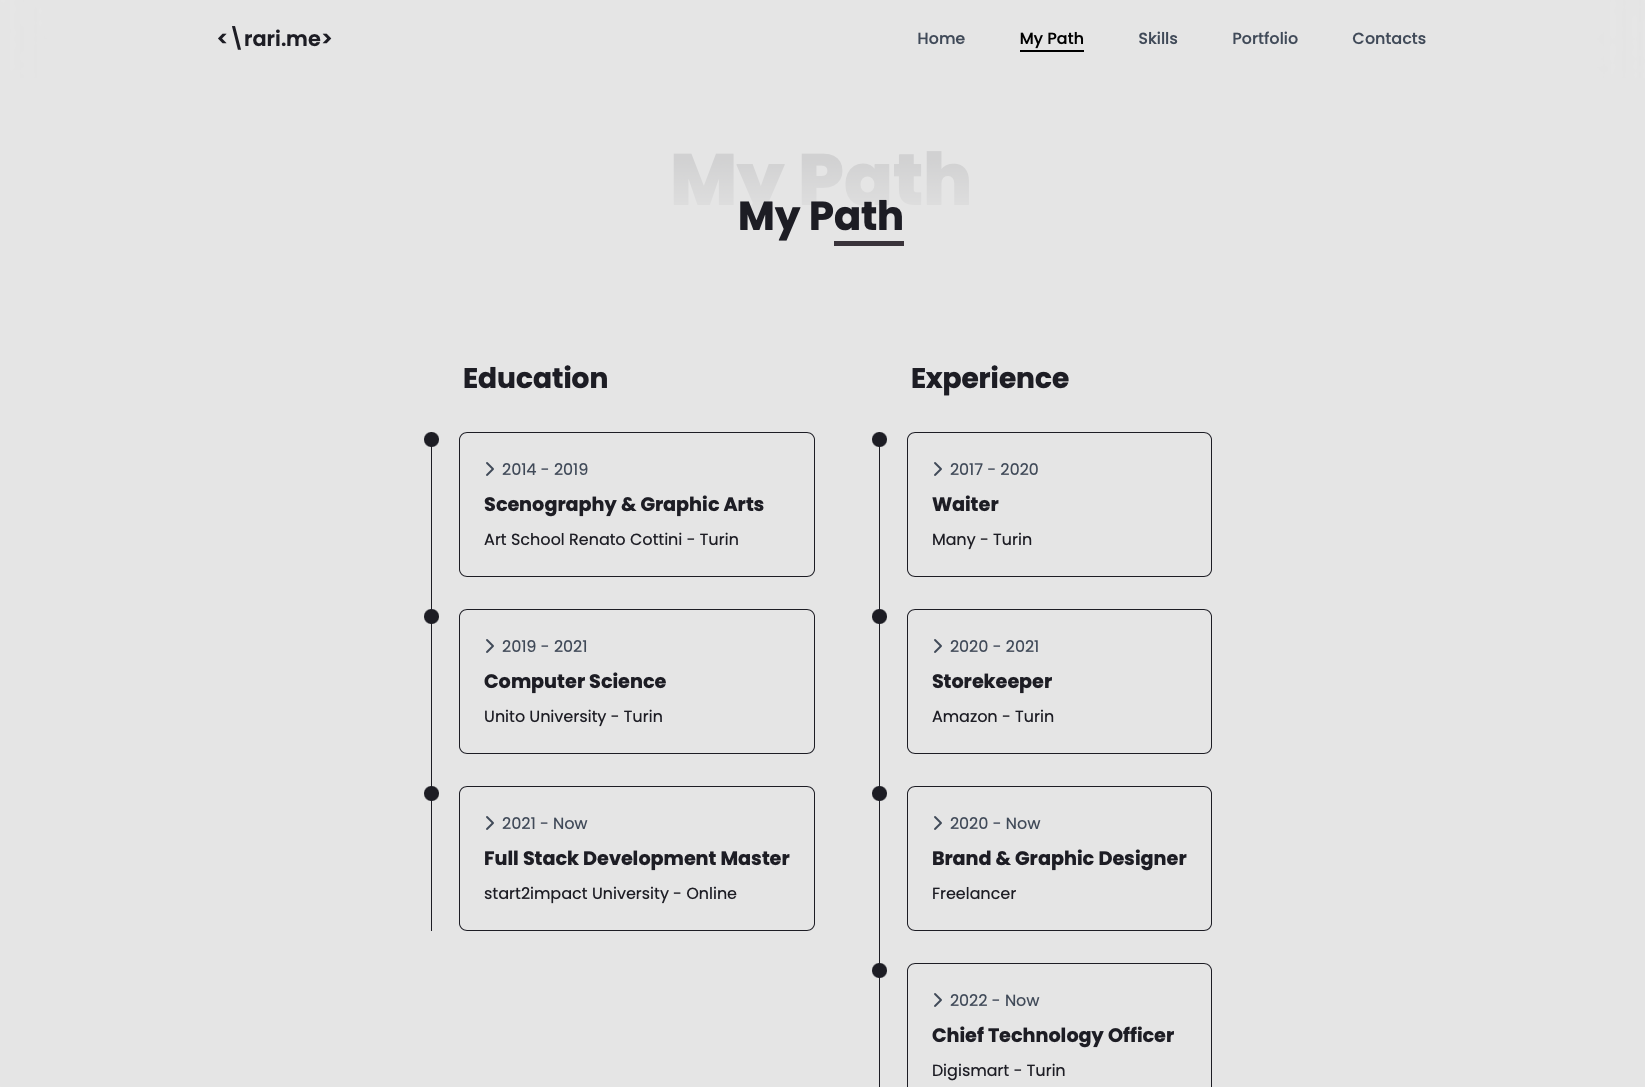 <\rari.me>
Home
My Path
Skills
Portfolio
Contacts
My Path
My Path
Education
2014 - 2019
Scenography & Graphic Arts
Art School Renato Cottini - Turin
2019 - 2021
Computer Science
Unito University - Turin
2021 - Now
Full Stack Development Master
start2impact University - Online
Experience
2017 - 2020
Waiter
Many - Turin
2020 - 2021
Storekeeper
Amazon - Turin
2020 - Now
Brand & Graphic Designer
Freelancer
2022 - Now
Chief Technology Officer
Digismart - Turin